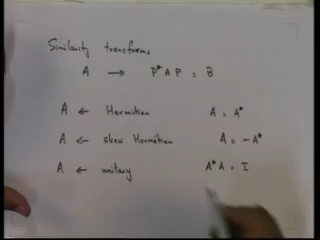 Similarity transforms
A → P* A P = B
A ← Hermitian A = A*
A ← skew Hermitian A = -A*
A ← unitary A* A = I